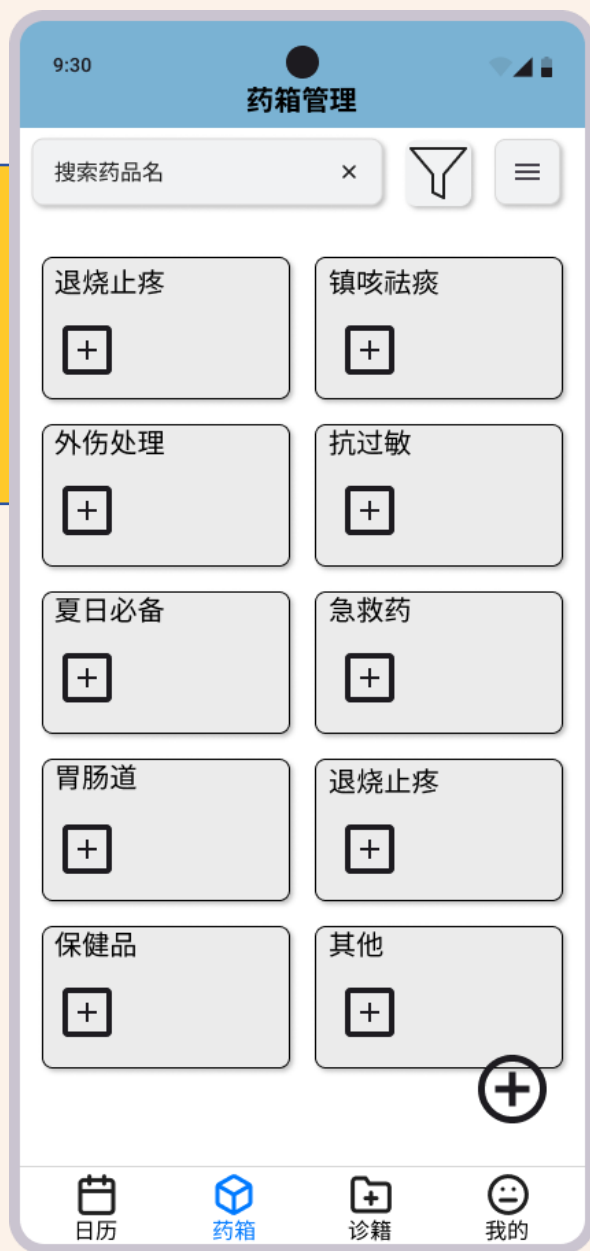 9:30
药箱管理
搜索药品名
退烧止疼
镇咳祛痰
外伤处理
抗过敏
夏日必备
急救药
胃肠道
退烧止疼
保健品
其他
日历
药箱
诊籍
我的